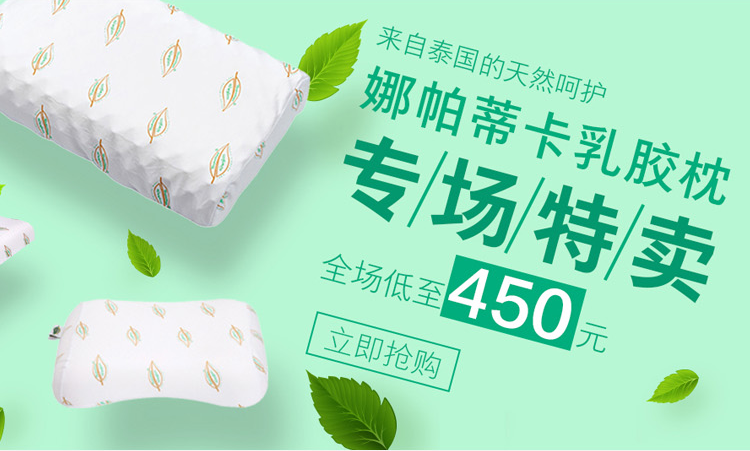 来自泰国的天然呵护
娜帕蒂卡乳胶枕
专/场/特/卖
全场低至450元
立即抢购